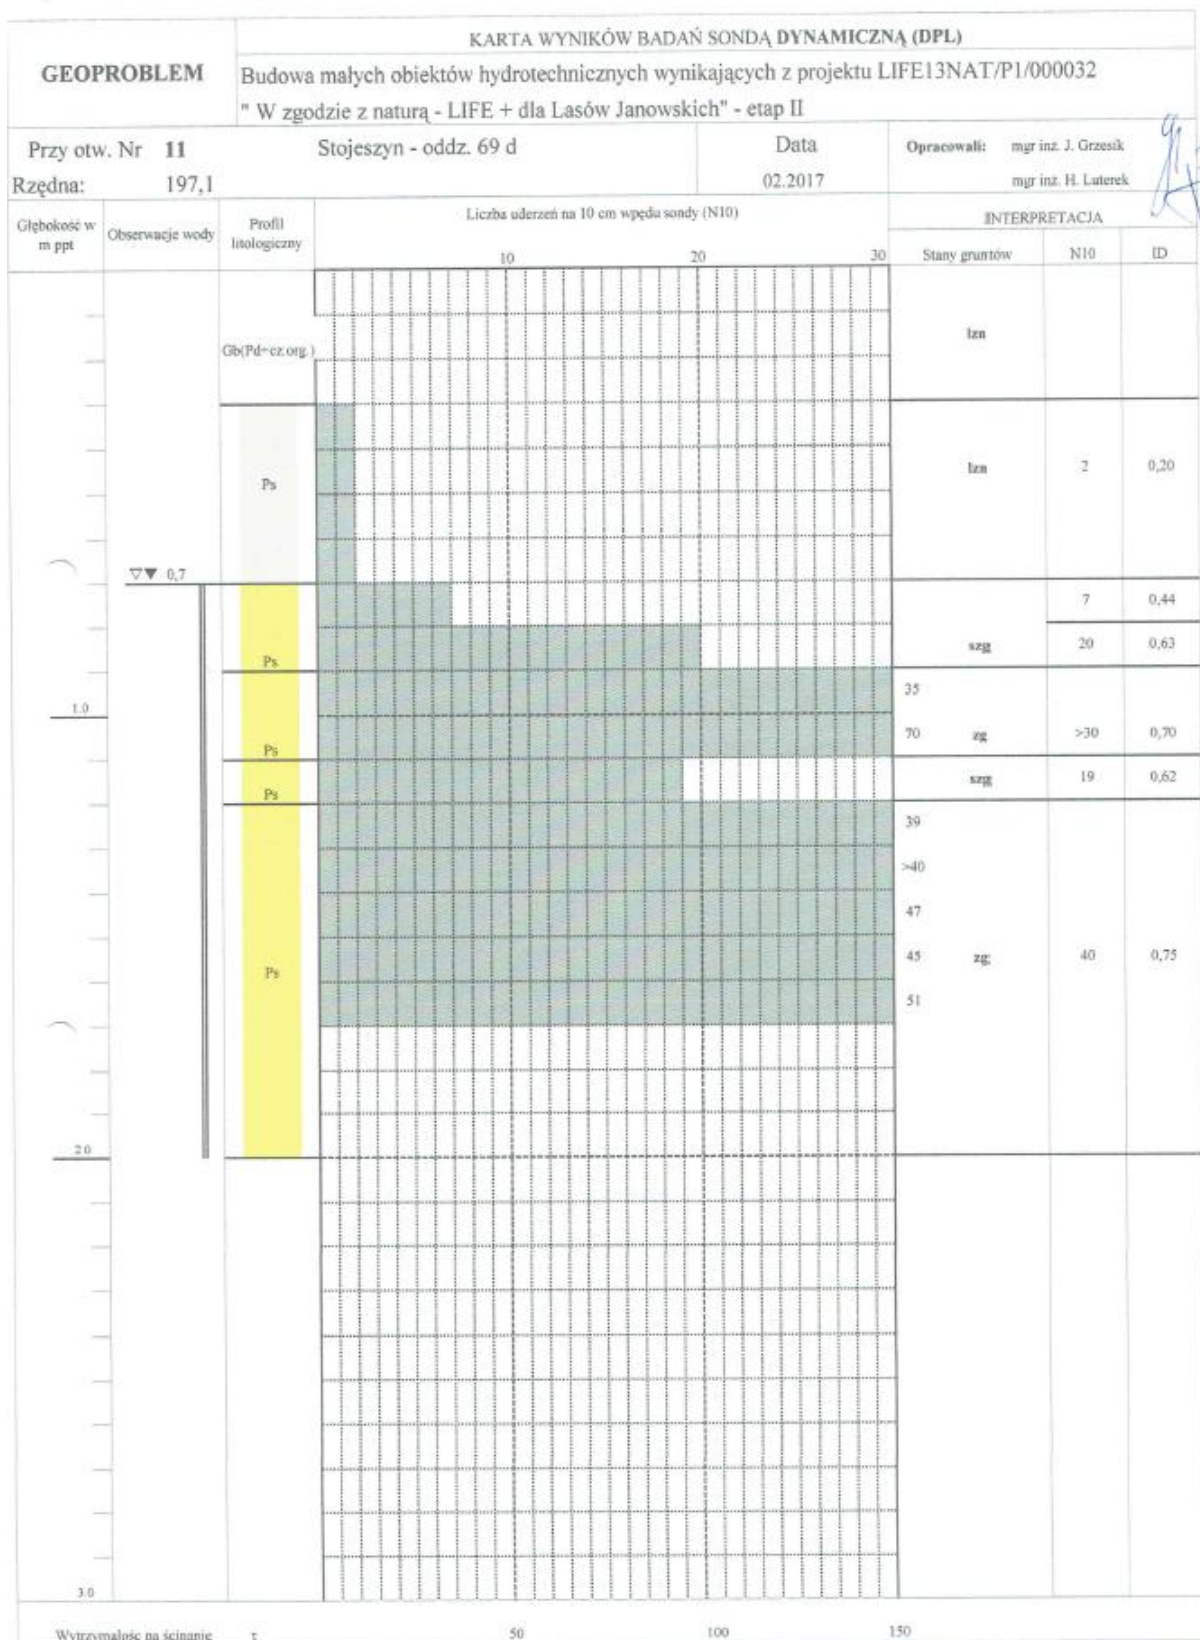 KARTA WYNIKÓW BADAŃ SONDĄ DYNAMICZNĄ (DPL)
GEOPROBLEM
Budowa małych obiektów hydrotechnicznych wynikających z projektu LIFE13NAT/P1/000032
" W zgodzie z naturą - LIFE + dla Lasów Janowskich" - etap II
Przy otw. Nr 11 Stojeszyn - oddz. 69 d Data Opracowali: mgr inż. J. Grzesik
Rzędna: 197,1 02.2017 mgr inż. H. Luterek
Głębokość w m ppt Obserwacje wody Profil litologiczny Liczba uderzeń na 10 cm wpędu sondy (N10) INTERPRETACJA
10 20 30 Stany gruntów N10 ID
lzn
Gb(Pd+cz.org.)
lzn 2 0,20
Ps
0,7
7 0,44
szg 20 0,63
Ps
35
1.0
70 zg >30 0,70
Ps
szg 19 0,62
Ps
39
>40
47
45 zg 40 0,75
Ps
51
2.0
3.0
Wytrzymałość na ścinanie τ 50 100 150